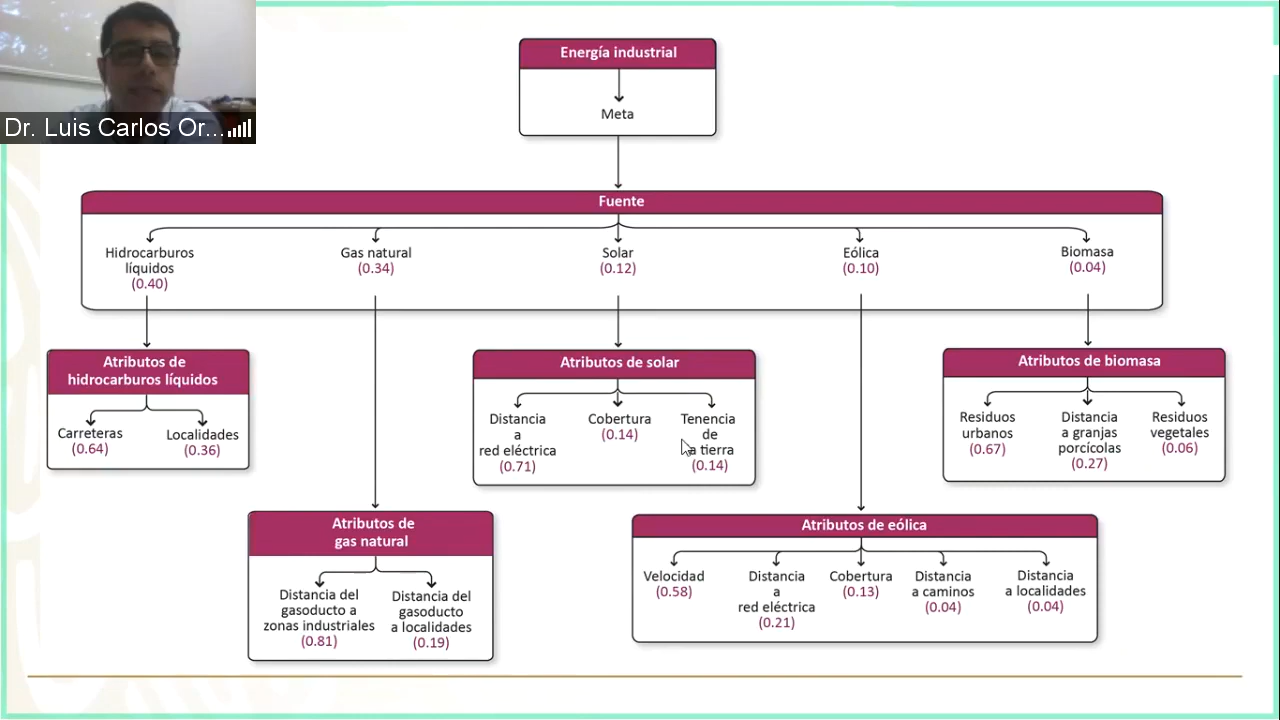 Dr. Luis Carlos Or...
Energía industrial
Meta
Fuente
Hidrocarburos
líquidos
(0.40)
Gas natural
(0.34)
Solar
(0.12)
Eólica
(0.10)
Biomasa
(0.04)
Atributos de
hidrocarburos líquidos
Carreteras
(0.64)
Localidades
(0.36)
Atributos de solar
Distancia
a
red eléctrica
(0.71)
Cobertura
(0.14)
Tenencia
de
a tierra
(0.14)
Atributos de biomasa
Residuos
urbanos
(0.67)
Distancia
a granjas
porcícolas
(0.27)
Residuos
vegetales
(0.06)
Atributos de
gas natural
Distancia del
gasoducto a
zonas industriales
(0.81)
Distancia del
gasoducto
a localidades
(0.19)
Atributos de eólica
Velocidad
(0.58)
Distancia
a
red eléctrica
(0.21)
Cobertura
(0.13)
Distancia
a caminos
(0.04)
Distancia
a localidades
(0.04)